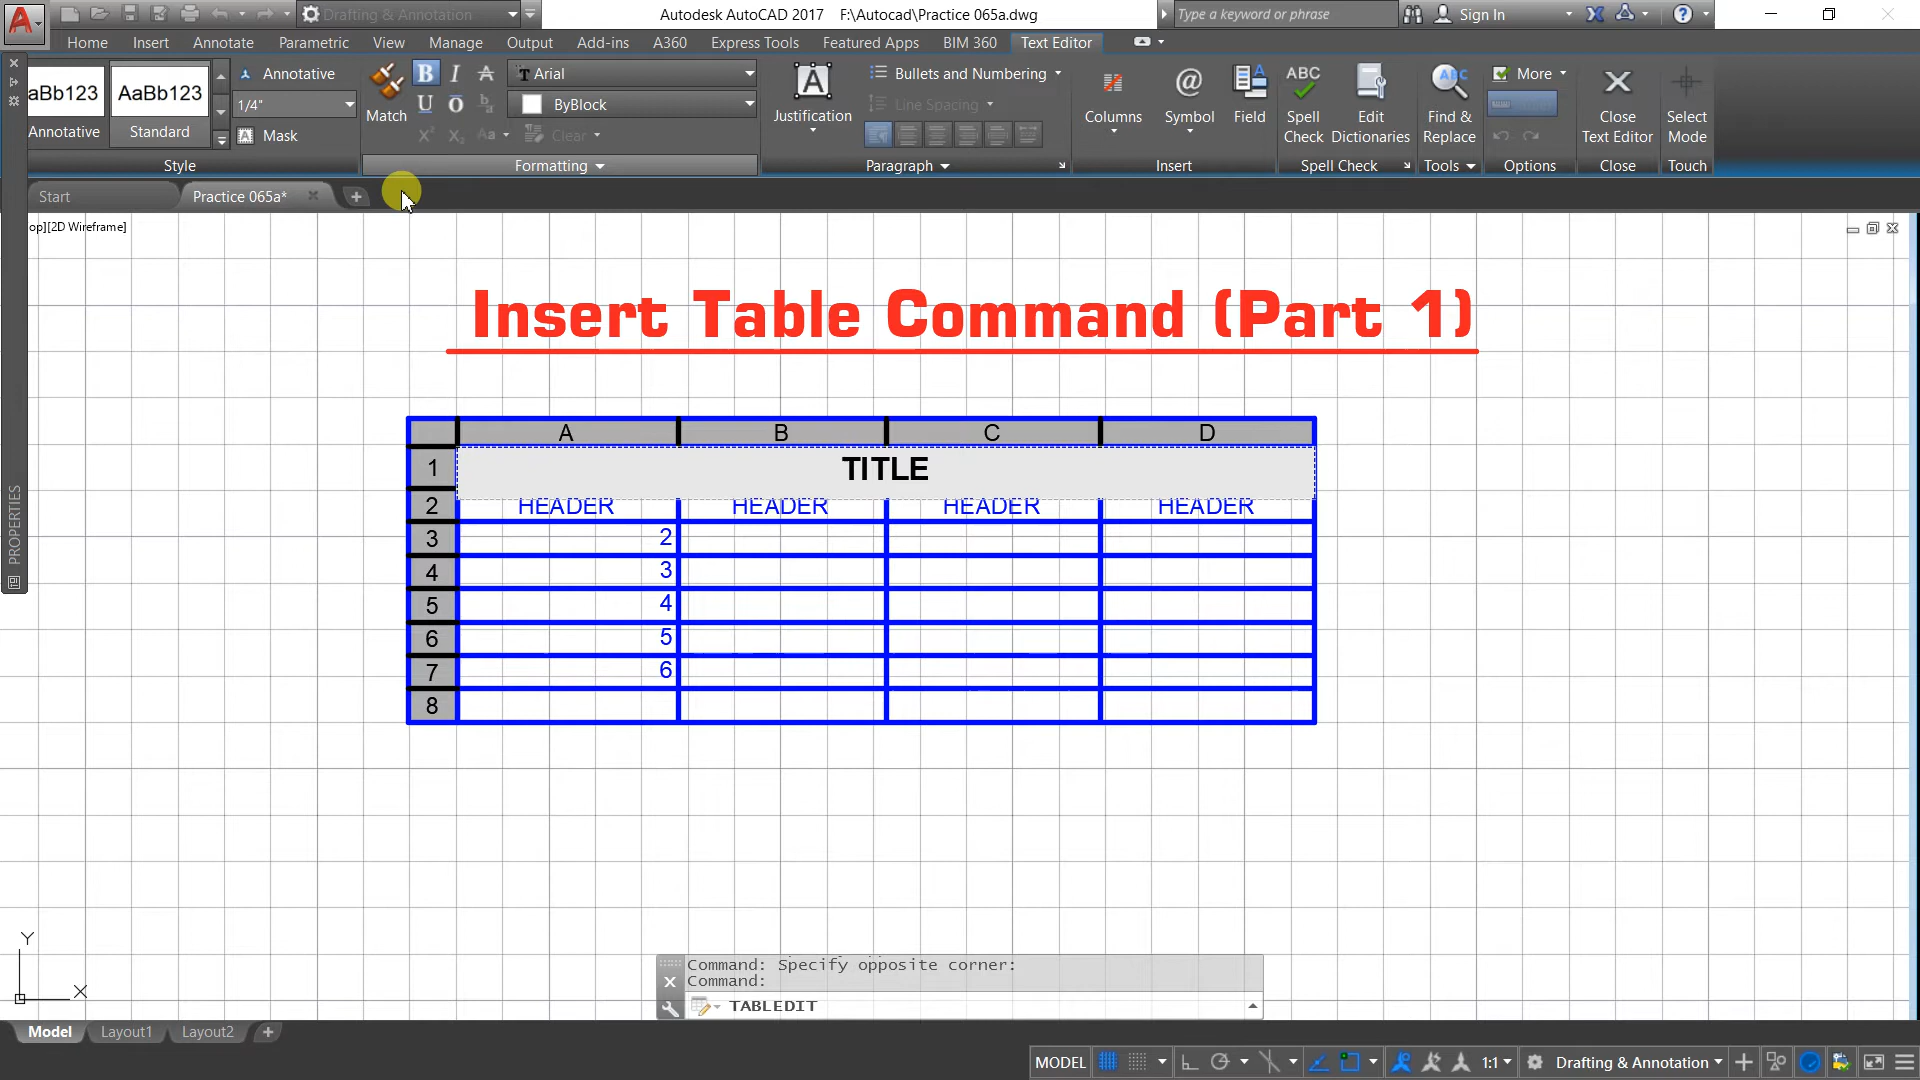 Drafting & Annotation
Autodesk AutoCAD 2017 F:\Autocad\Practice 065a.dwg
Type a keyword or phrase
Sign In
Home Insert Annotate Parametric View Manage Output Add-ins A360 Express Tools Featured Apps BIM 360 Text Editor
aBb123
Annotative
AaBb123
Standard
Annotative
1/4"
Mask
Style
Match
Arial
ByBlock
Clear
Formatting
Justification
Bullets and Numbering
Line Spacing
Paragraph
Columns
Symbol
Field
Insert
ABC
Spell
Check
Edit
Dictionaries
Spell Check
ABC
Find &
Replace
Tools
More
Options
Close
Text Editor
Close
Select
Mode
Touch
Start
Practice 065a*
op][2D Wireframe]
PROPERTIES
Insert Table Command (Part 1)
A B C D
1 TITLE
2 HEADER HEADER HEADER HEADER
3 2
4 3
5 4
6 5
7 6
8
Y
X
Command: Specify opposite corner:
Command:
TABLEDIT
Model Layout1 Layout2
MODEL
1:1
Drafting & Annotation